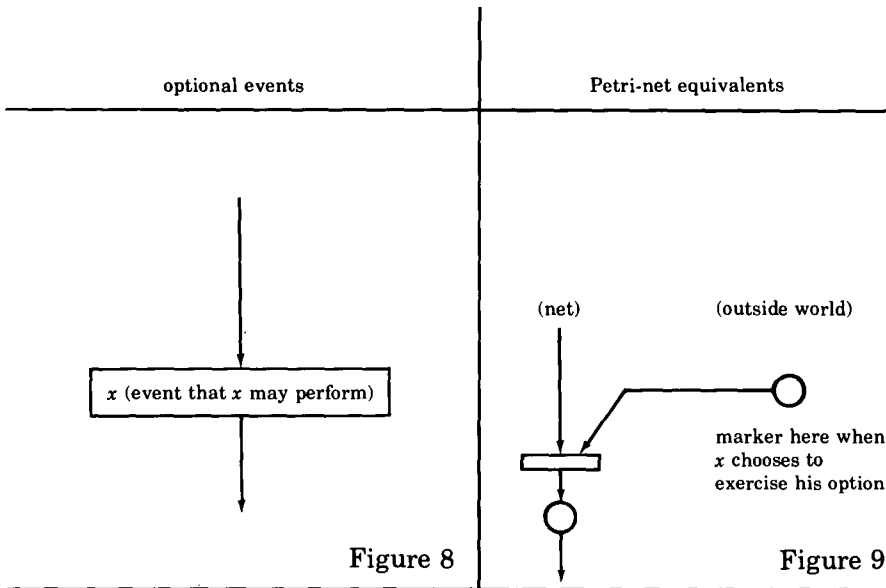 optional events
Petri-net equivalents
x (event that x may perform)
Figure 8
(net)
(outside world)
marker here when
x chooses to
exercise his option
Figure 9